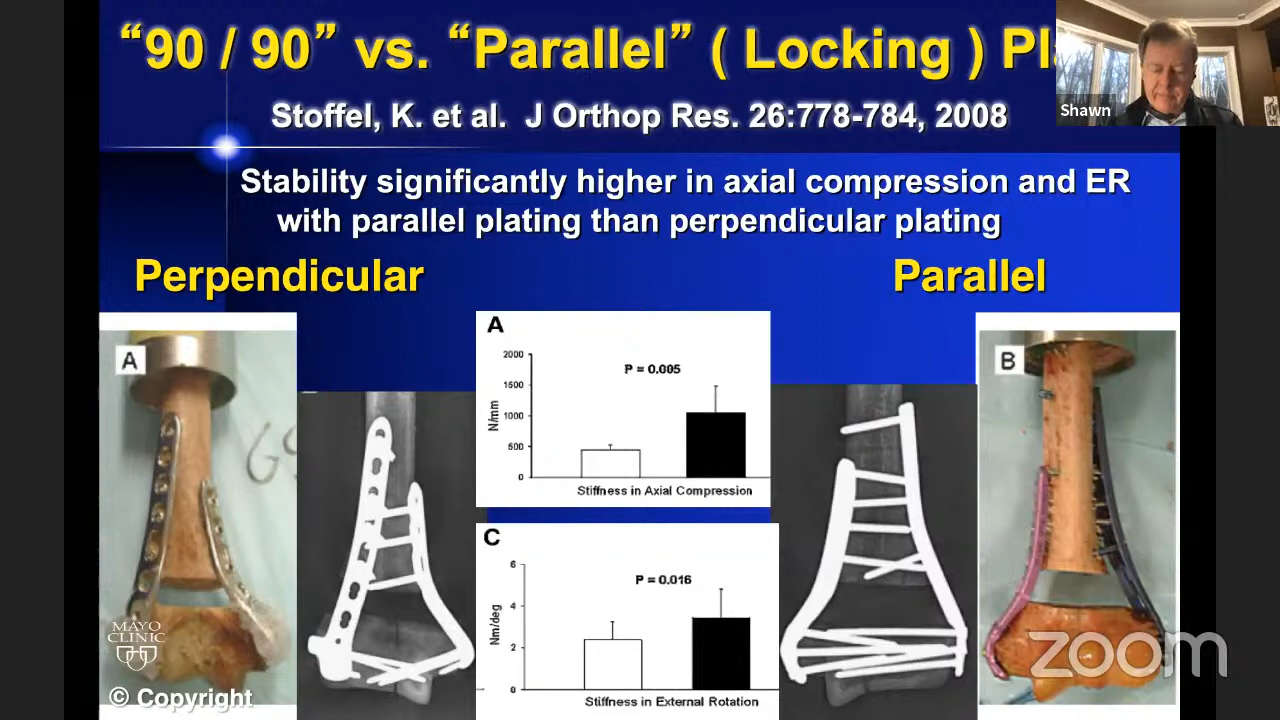 “90 / 90” vs. “Parallel” ( Locking )
Stoffel, K. et al. J Orthop Res. 26:778-784, 2008
Shawn
Stability significantly higher in axial compression and ER
with parallel plating than perpendicular plating
Perpendicular
Parallel
A
A
2000
1500
1000
500
0
N/mm
P = 0.005
Stiffness in Axial Compression
B
C
6
4
2
0
Nm/deg
P = 0.016
Stiffness in External Rotation
MAYO
CLINIC
© Copyright
zoom